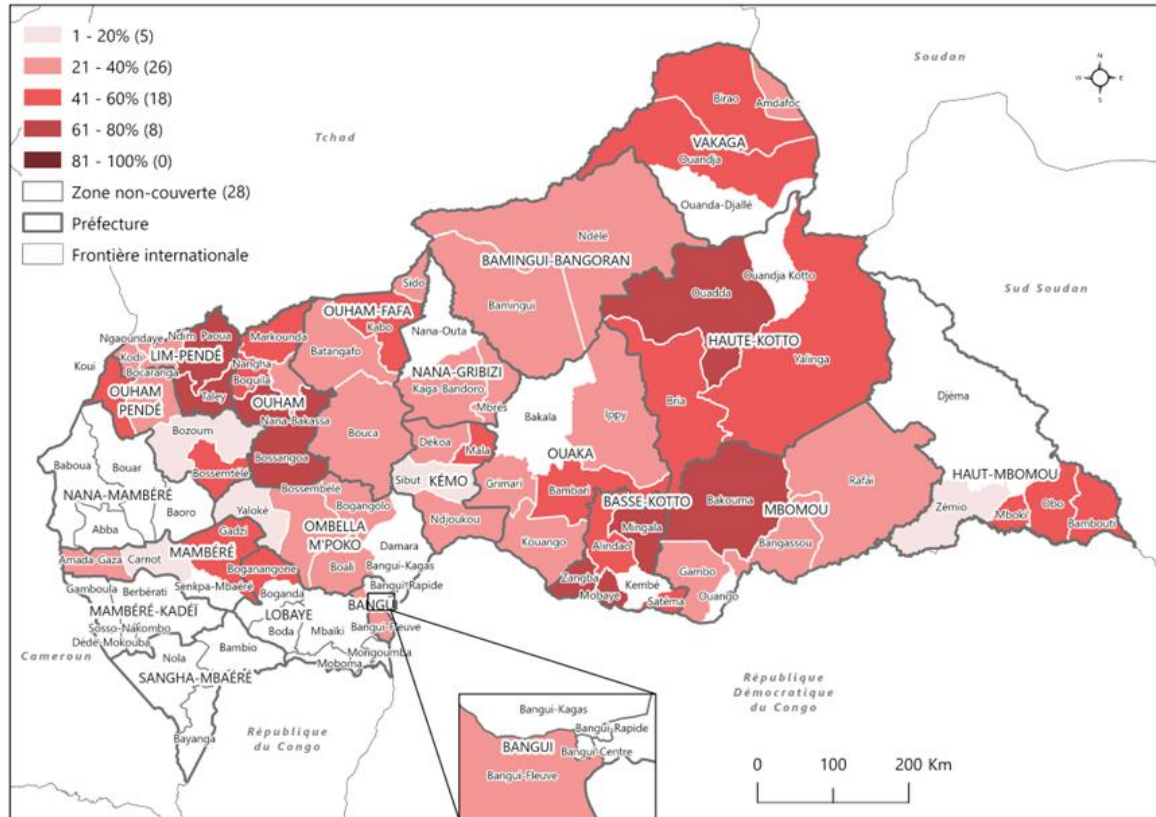 1 - 20% (5)
21 - 40% (26)
41 - 60% (18)
61 - 80% (8)
81 - 100% (0)
Zone non-couverte (28)
Préfecture
Frontière internationale
Soudan
N
W
E
S
Tchad
Birao
Amdafoc
VAKAGA
Ouandja
Ouanda-Djallé
Ndélé
BAMINGUI-BANGORAN
Bamingui
Ouandja Kotto
Ouadda
Sud Soudan
Sido
OUHAM-FAFA
Kabo
Nana-Outa
HAUTE-KOTTO
Yalinga
Ngaoundaye
Ndim
Paoua
Markounda
Koui
Kodi
LIM-PENDÉ
Nangha
Boguila
Batangafo
Bocaranga
NANA-GRIBIZI
Kaga-Bandoro
OUHAM
PENDÉ
Taley
OUHAM
Nana-Bakassa
Mbrés
Bria
Djéma
Bozoum
Bouca
Bakala
Ippy
Dékoa
Mala
Baboua
Bouar
Bossemtélé
Bossangoa
OUAKA
Rafaï
HAUT-MBOMOU
NANA-MAMBÉRÉ
Sibut
KÉMO
Grimari
Bambari
BASSE-KOTTO
Bakouma
MBOMOU
Zémio
Mboki
Obo
Bambouti
Abba
Baoro
Yaloké
Bossembélé
Bogangolo
OMBELLA
M'POKO
Ndjoukou
Mingala
Gadzi
Kouango
Alindao
Bangassou
Amada-Gaza
Carnot
MAMBÉRÉ
Boganangone
Boali
Damara
Bangui-Kagas
Zangba
Kembé
Gambo
Ouango
Gamboula
Berbérati
Senkpa-Mbaéré
Boganda
Bangui-Rapide
Mobaye
Satema
MAMBÉRÉ-KADÉÏ
LOBAYE
BANGUI
Sosso-Nakombo
Boda
Mbaïki
Bangui-Fleuve
Dédé-Mokouba
Bambio
Mongoumba
Moboma
Cameroun
Nola
SANGHA-MBAÉRÉ
République
du Congo
Bayanga
République
Démocratique
du Congo
Bangui-Kagas
Bangui-Rapide
BANGUI
Bangui-Centre
Bangui-Fleuve
0
100
200 Km